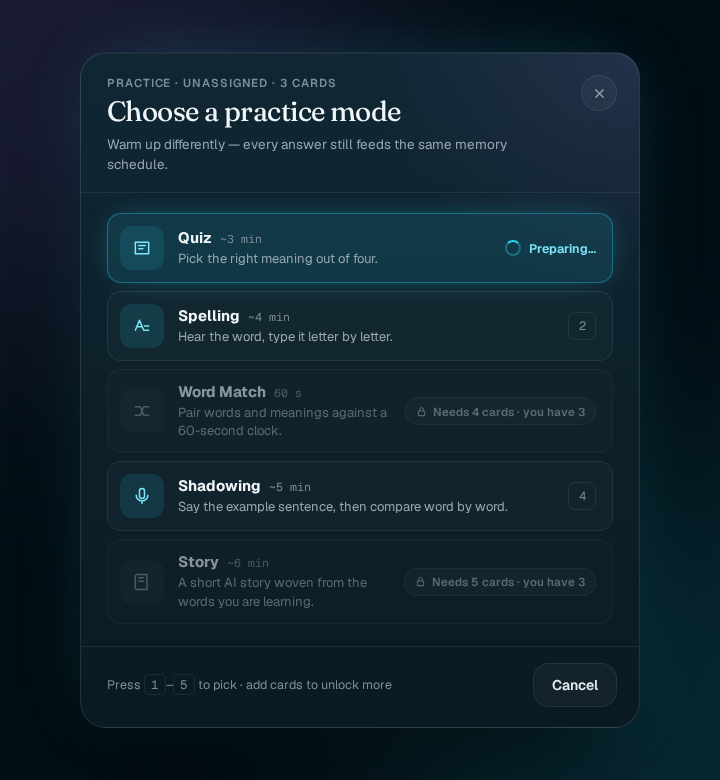 PRACTICE · UNASSIGNED · 3 CARDS
Choose a practice mode
Warm up differently — every answer still feeds the same memory
schedule.
Quiz ~3 min
Pick the right meaning out of four.
Preparing…
Spelling ~4 min
Hear the word, type it letter by letter.
2
Word Match 60 s
Pair words and meanings against a
60-second clock.
Needs 4 cards · you have 3
Shadowing ~5 min
Say the example sentence, then compare word by word.
4
Story ~6 min
A short AI story woven from the
words you are learning.
Needs 5 cards · you have 3
Press 1–5 to pick · add cards to unlock more
Cancel